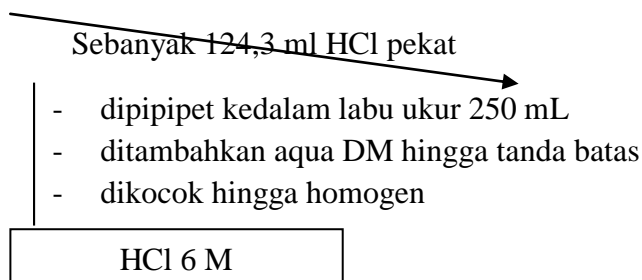 Sebanyak 124,3 ml HCl pekat
- dipipipet kedalam labu ukur 250 mL
- ditambahkan aqua DM hingga tanda batas
- dikocok hingga homogen
HCl 6 M